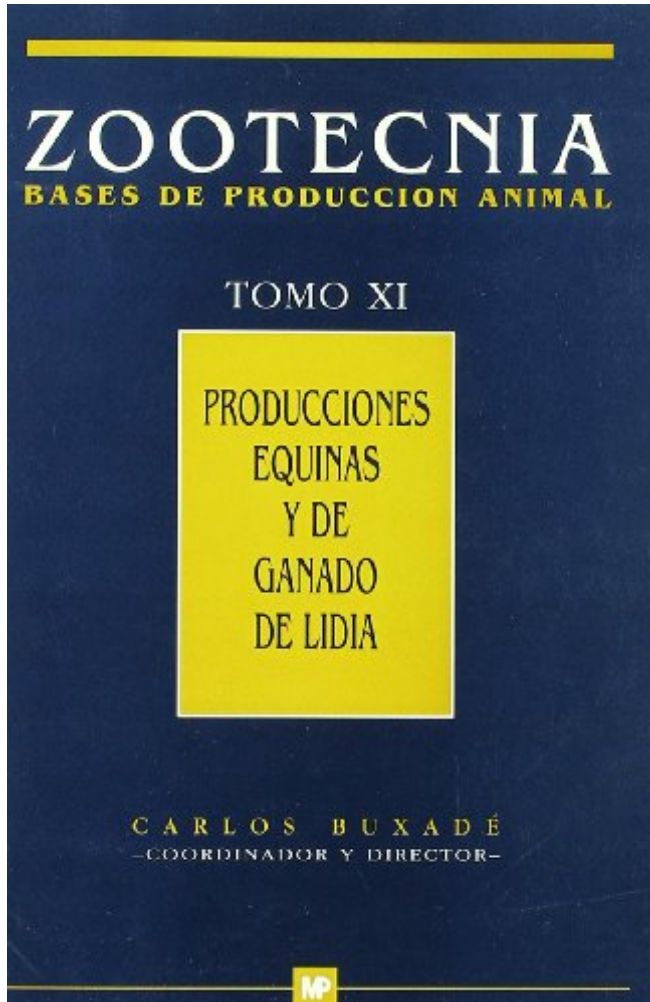 ZOOTECNIA
BASES DE PRODUCCION ANIMAL
TOMO XI
PRODUCCIONES
EQUINAS
Y DE
GANADO
DE LIDIA
CARLOS BUXADÉ
–COORDINADOR Y DIRECTOR–
MP